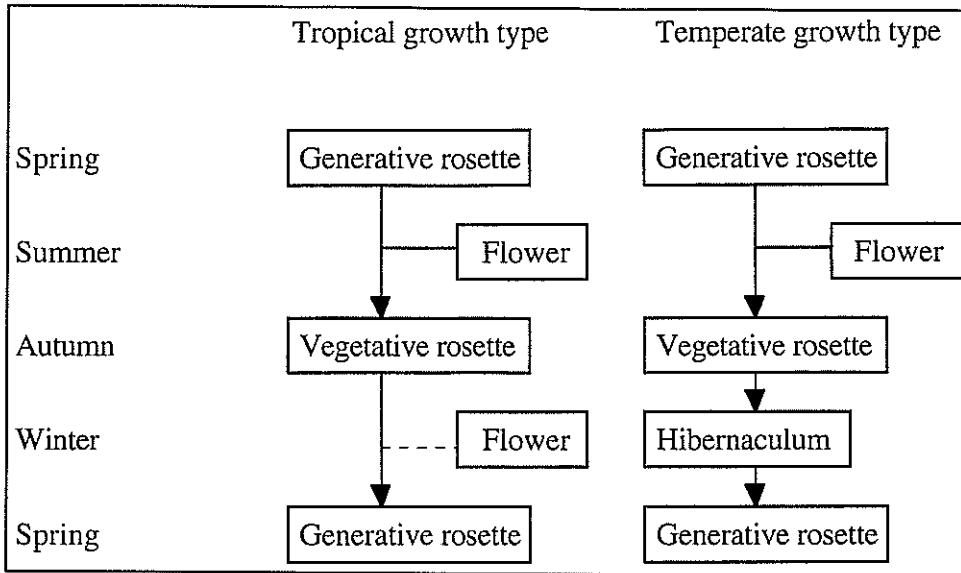 Tropical growth type Temperate growth type
Spring Generative rosette Generative rosette
Summer Flower Flower
Autumn Vegetative rosette Vegetative rosette
Winter Flower Hibernaculum
Spring Generative rosette Generative rosette